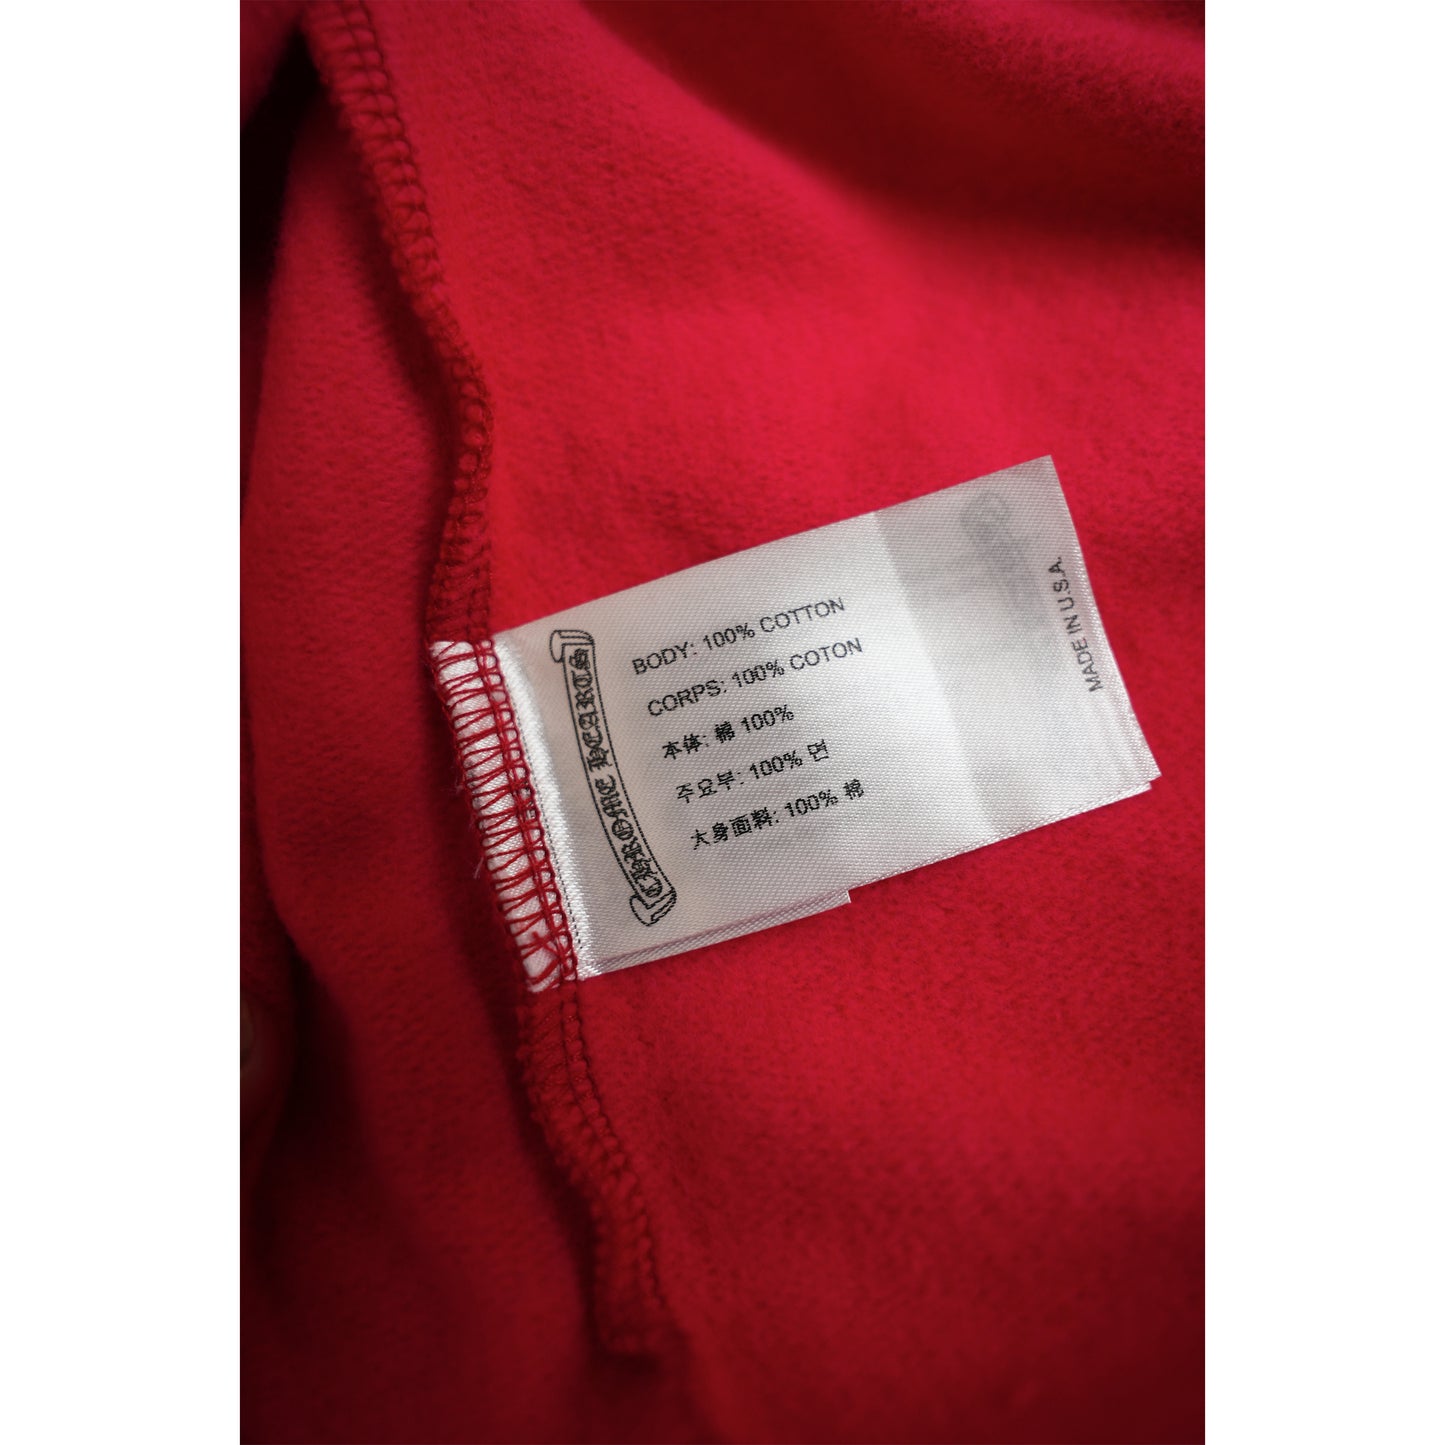 CHROME HEARTS
BODY: 100% COTTON
CORPS: 100% COTON
本体: 棉 100%
주요부: 100% 면
大身面料: 100% 棉
MADE IN U.S.A.